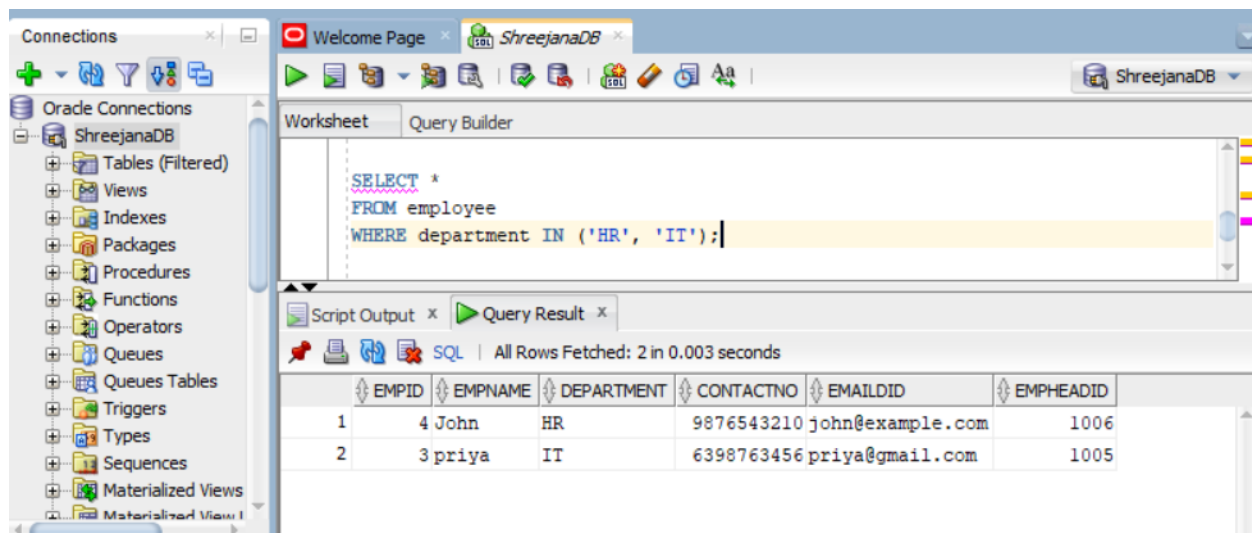 Connections
Welcome Page
ShreejanaDB
ShreejanaDB
Oracle Connections
ShreejanaDB
Tables (Filtered)
Views
Indexes
Packages
Procedures
Functions
Operators
Queues
Queues Tables
Triggers
Types
Sequences
Materialized Views
Worksheet Query Builder
SELECT *
FROM employee
WHERE department IN ('HR', 'IT');
Script Output x Query Result x
SQL | All Rows Fetched: 2 in 0.003 seconds
EMPID EMPNAME DEPARTMENT CONTACTNO EMAILDID EMPHEADID
1 4 John HR 9876543210 john@example.com 1006
2 3 priya IT 6398763456 priya@gmail.com 1005